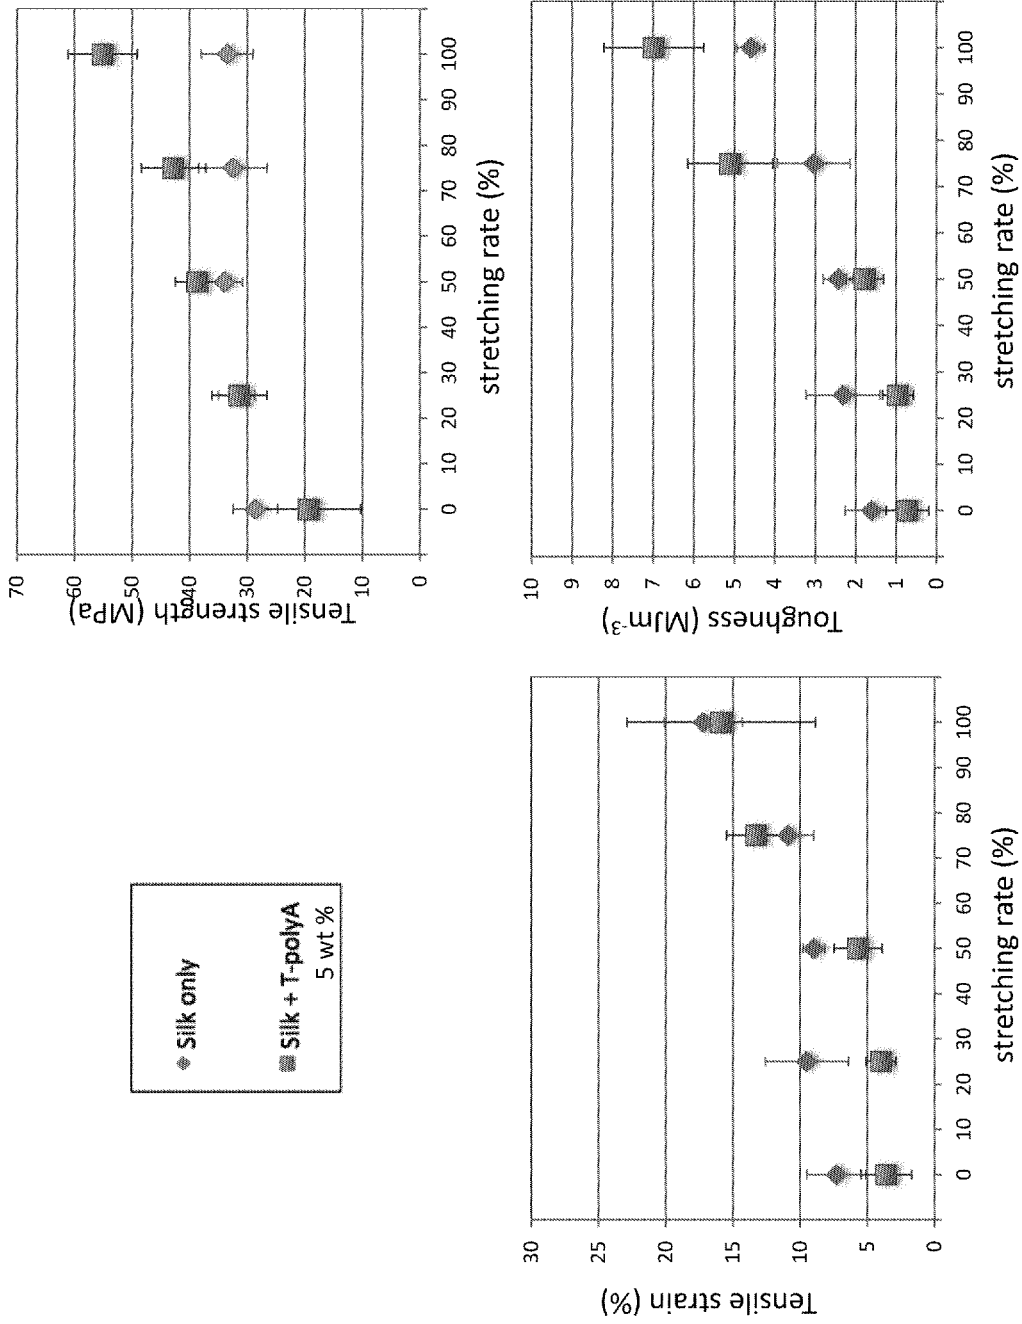 Silk only
Silk + T-polyA
5 wt %
Tensile strength (MPa)
70
60
50
40
30
20
10
0
0 10 20 30 40 50 60 70 80 90 100
stretching rate (%)
Tensile strain (%)
30
25
20
15
10
5
0
0 10 20 30 40 50 60 70 80 90 100
stretching rate (%)
Toughness (MJm⁻³)
10
9
8
7
6
5
4
3
2
1
0
0 10 20 30 40 50 60 70 80 90 100
stretching rate (%)